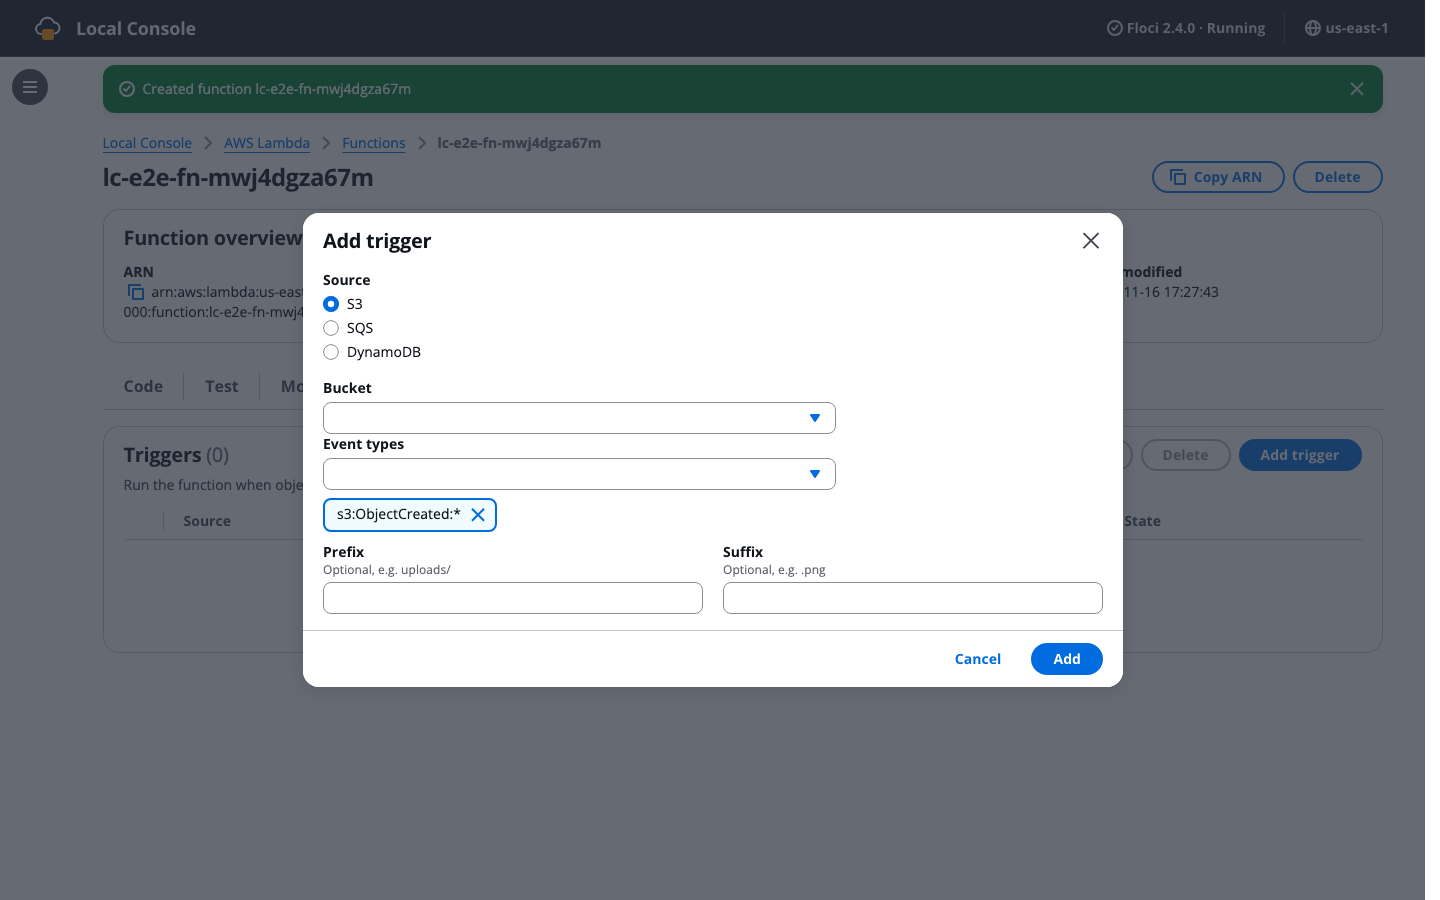 Local Console
Floci 2.4.0 · Running
us-east-1
Created function lc-e2e-fn-mwj4dgza67m
Local Console
AWS Lambda
Functions
lc-e2e-fn-mwj4dgza67m
lc-e2e-fn-mwj4dgza67m
Copy ARN
Delete
Function overview
ARN
arn:aws:lambda:us-eas
000:function:lc-e2e-fn-mwj4
modified
11-16 17:27:43
Code
Test
Mo
Triggers (0)
Delete
Add trigger
Run the function when obje
Source
State
Add trigger
Source
S3
SQS
DynamoDB
Bucket
Event types
s3:ObjectCreated:*
Prefix
Optional, e.g. uploads/
Suffix
Optional, e.g. .png
Cancel
Add